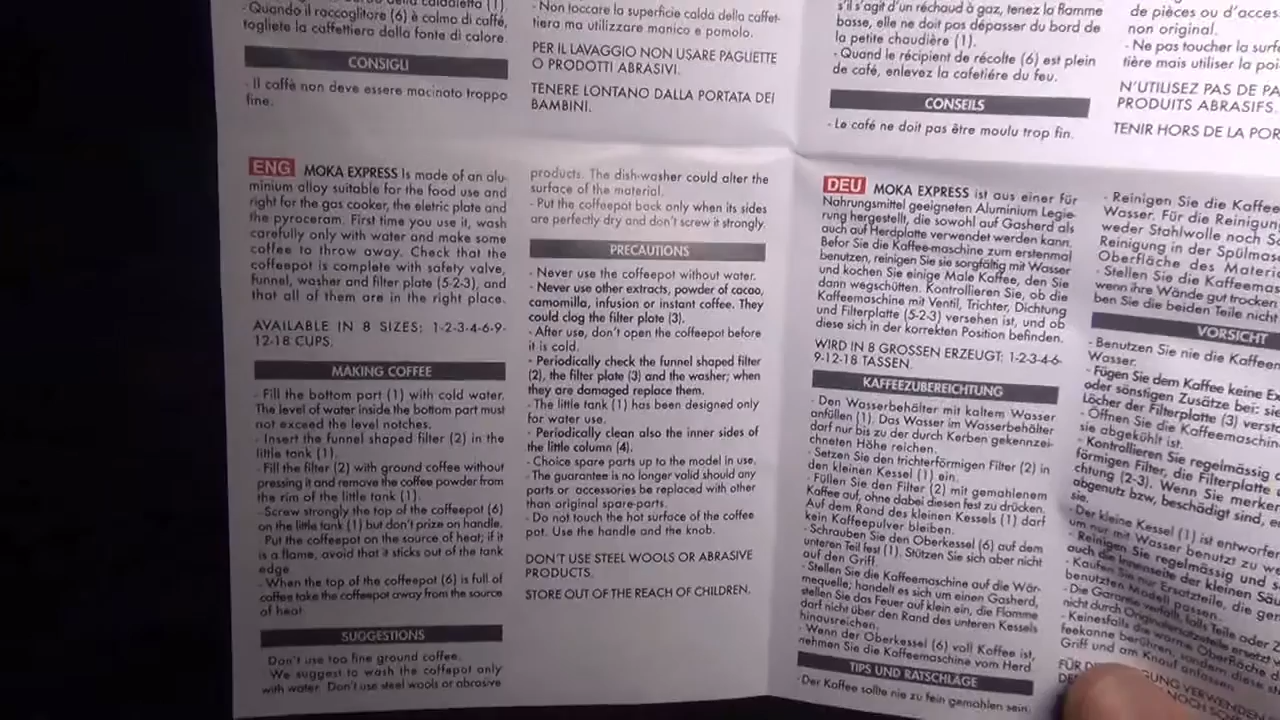 - Quando il raccoglitore (6) è colmo di caffè,
togliete la caffettiera dalla fonte di calore.
CONSIGLI
- Il caffè non deve essere macinato troppo
fine.
- Non toccare la superficie calda della caffet-
tiera ma utilizzare manico e pomolo.
PER IL LAVAGGIO NON USARE PAGLIETTE
O PRODOTTI ABRASIVI.
TENERE LONTANO DALLA PORTATA DEI
BAMBINI.
s'il s'agit d'un réchaud à gaz, tenez la flamme
basse, elle ne doit pas dépasser du bord de
la petite chaudière (1).
- Quand le récipient de récolte (6) est plein
de café, enlevez la cafetiére du feu.
CONSEILS
- Le café ne doit pas être moulu trop fin.
de pièces ou d'acces
non original.
- Ne pas toucher la surf
tière mais utiliser la poi
N'UTILISEZ PAS DE PA
PRODUITS ABRASIFS.
TENIR HORS DE LA POR
ENG MOKA EXPRESS Is made of an alu-
minium alloy suitable for the food use and
right for the gas cooker, the eletric plate and
the pyroceram. First time you use it, wash
carefully only with water and make some
coffee to throw away. Check that the
coffeepot is complete with safety valve,
funnel, washer and filter plate (5-2-3), and
that all of them are in the right place.
AVAILABLE IN 8 SIZES: 1-2-3-4-6-9-
12-18 CUPS.
MAKING COFFEE
- Fill the bottom part (1) with cold water.
The level of water inside the bottom part must
not exceed the level notches.
- Insert the funnel shaped filter (2) in the
little tank (1).
- Fill the filter (2) with ground coffee without
pressing it and remove the coffee powder from
the rim of the little tank (1).
- Screw strongly the top of the coffeepot (6)
on the little tank (1) but don't prize on handle.
- Put the coffeepot on the source of heat; if it
is a flame, avoid that it sticks out of the tank
edge.
- When the top of the coffeepot (6) is full of
coffee take the coffeepot away from the source
of heat.
SUGGESTIONS
Don't use too fine ground coffee.
We suggest to wash the coffepot only
with water. Don't use steel wools or abrasive
products. The dish-washer could alter the
surface of the material.
- Put the coffeepot back only when its sides
are perfectly dry and don't screw it strongly.
PRECAUTIONS
- Never use the coffeepot without water.
- Never use other extracts, powder of cacao,
camomilla, infusion or instant coffee. They
could clog the filter plate (3).
- After use, don't open the coffeepot before
it is cold.
- Periodically check the funnel shaped filter
(2), the filter plate (3) and the washer; when
they are damaged replace them.
- The little tank (1) has been designed only
for water use.
- Periodically clean also the inner sides of
the little column (4).
- Choice spare parts up to the model in use.
- The guarantee is no longer valid should any
parts or accessories be replaced with other
than original spare-parts.
- Do not touch the hot surface of the coffee
pot. Use the handle and the knob.
DON'T USE STEEL WOOLS OR ABRASIVE
PRODUCTS.
STORE OUT OF THE REACH OF CHILDREN.
DEU MOKA EXPRESS ist aus einer für
Nahrungsmittel geeigneten Aluminium Legie-
rung hergestellt, die sowohl auf Gasherd als
auch auf Herdplatte verwendet werden kann.
Befor Sie die Kaffee-maschine zum erstenmal
benutzen, reinigen Sie sie sorgfältig mit Wasser
und kochen Sie einige Male Kaffee, den Sie
dann wegschütten. Kontrollieren Sie, ob die
Kaffeemaschine mit Ventil, Trichter, Dichtung
und Filterplatte (5-2-3) versehen ist, und ob
diese sich in der korrekten Position befinden.
WIRD IN 8 GROSSEN ERZEUGT: 1-2-3-4-6-
9-12-18 TASSEN.
KAFFEEZUBEREICHTUNG
- Den Wasserbehälter mit kaltem Wasser
anfüllen (1). Das Wasser im Wasserbehälter
darf nur bis zu der durch Kerben gekennzei-
chneten Höhe reichen.
- Setzen Sie den trichterförmigen Filter (2) in
den kleinen Kessel (1) ein.
- Füllen Sie den Filter (2) mit gemahlenem
Kaffee auf, ohne dabei diesen fest zu drücken.
Auf dem Rand des kleinen Kessels (1) darf
kein Kaffeepulver bleiben.
- Schrauben Sie den Oberkessel (6) auf dem
unteren Teil fest (1). Stützen Sie sich aber nicht
auf den Griff.
- Stellen Sie die Kaffeemaschine auf die Wär-
mequelle; handelt es sich um einen Gasherd,
stellen Sie das Feuer auf klein ein, die Flamme
darf nicht über den Rand des unteren Kessels
hinausreichen.
- Wenn der Oberkessel (6) voll Kaffee ist,
nehmen Sie die Kaffeemaschine vom Herd
TIPS UND RATSCHLÄGE
- Der Kaffee sollte nie zu fein gemahlen sein.
- Reinigen Sie die Kaffee
Wasser. Für die Reinigung
weder Stahlwolle noch S
Reinigung in der Spülmas
Oberfläche des Materi
- Stellen Sie die Kaffeemas
wenn ihre Wände gut trocken
ben Sie die beiden Teile nicht
VORSICHT
- Benutzen Sie nie die Kaffeem
Wasser.
- Fügen Sie dem Kaffee keine Ex
oder sönstigen Zusätze bei: sie
Löcher der Filterplatte (3) versto
- Öffnen Sie die Kaffeemaschin
sie abgekühlt ist.
- Kontrollieren Sie regelmässig d
förmigen Filter, die Filterplatte
chtung (2-3). Wenn Sie merken
abgenutz bzw, beschädigt sind, e
sie.
- Der kleine Kessel (1) ist entworfen
um nur mit Wasser benutzt zu we
- Reinigen Sie regelmässig und s
auch die Innenseite der kleinen Säu
- Kaufen Sie nur Ersatzteile, die gen
benutzten Modell passen.
- Die Garantie verfällt, falls Teile oder Z
nicht durch Originalersatzteile ersetzt w
- Keinesfalls die warme Oberfläche d
feekanne berühren, sondern diese st
Griff und am Knauf anfassen.